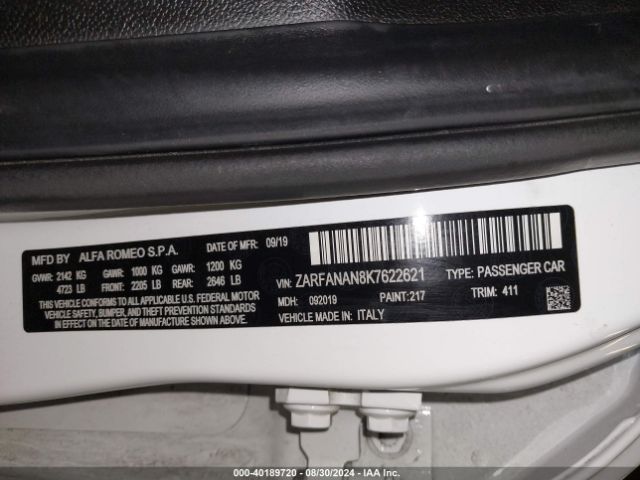 MFD BY ALFA ROMEO S.P.A. DATE OF MFR: 09/19
GVWR: 2142 KG GAWR: 1000 KG GAWR: 1200 KG
4723 LB FRONT: 2205 LB REAR: 2646 LB
THIS VEHICLE CONFORMS TO ALL APPLICABLE U.S. FEDERAL MOTOR
VEHICLE SAFETY, BUMPER, AND THEFT PREVENTION STANDARDS
IN EFFECT ON THE DATE OF MANUFACTURE SHOWN ABOVE.
VIN: ZARFANAN8K7622621 TYPE: PASSENGER CAR
MDH: 092019 PAINT: 217 TRIM: 411
VEHICLE MADE IN: ITALY
000-40189720 - 08/30/2024 - IAA Inc.